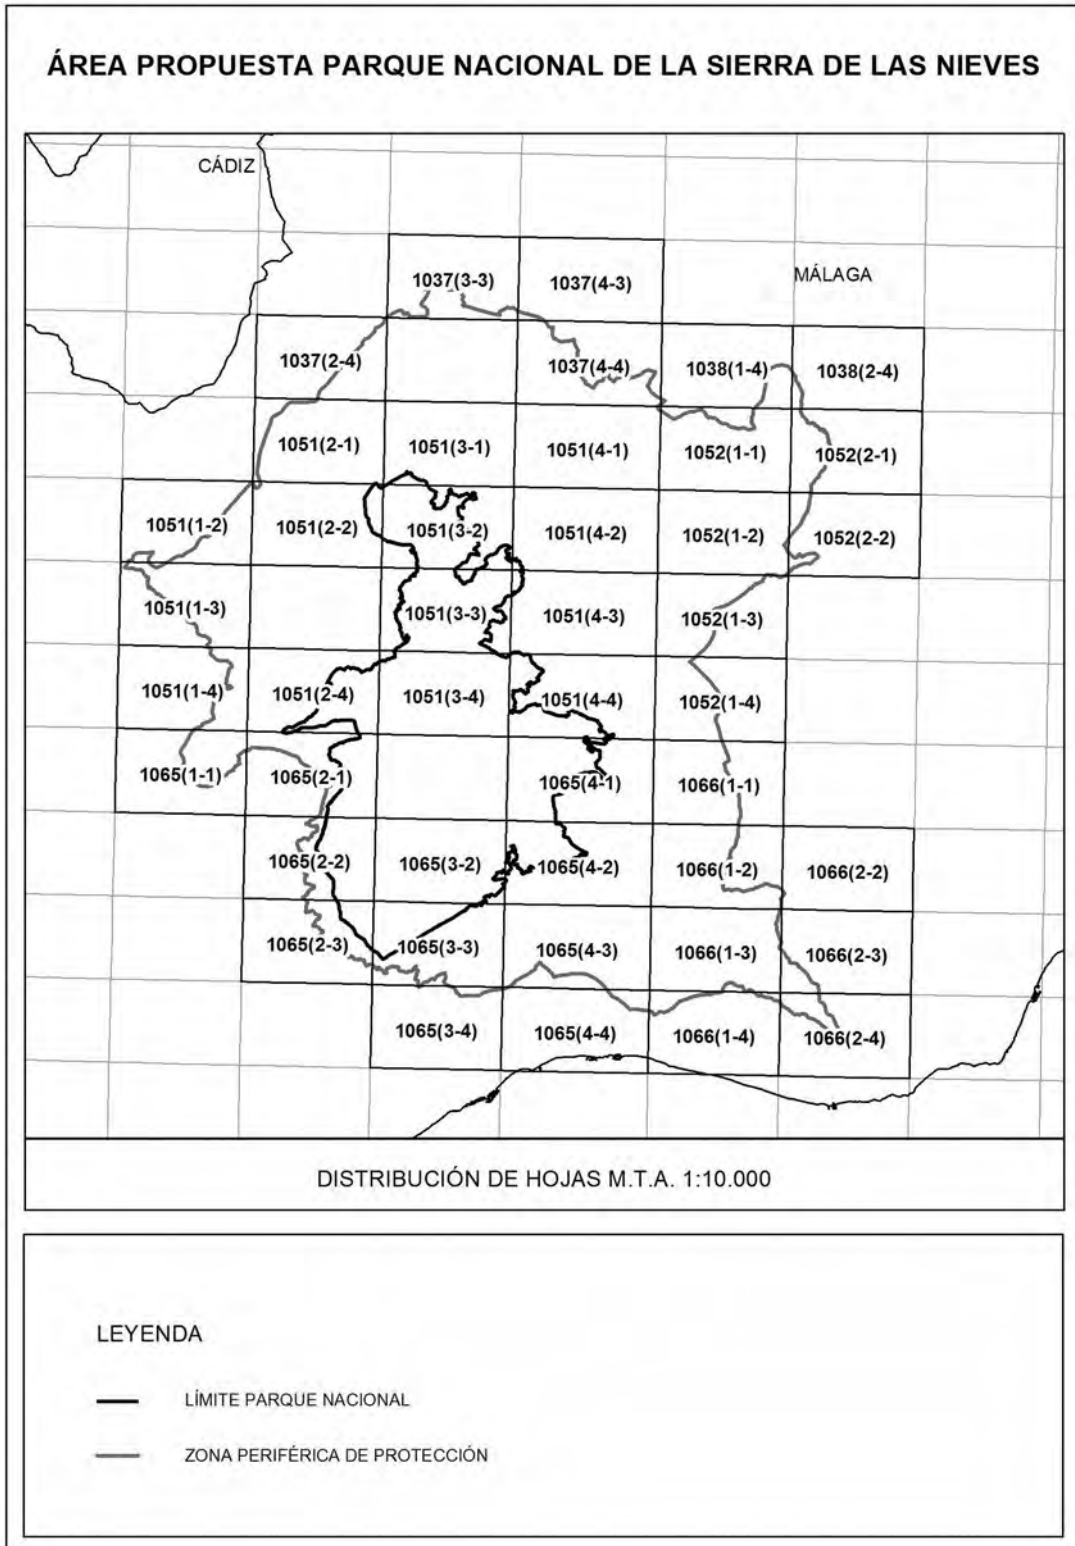 ÁREA PROPUESTA PARQUE NACIONAL DE LA SIERRA DE LAS NIEVES
CÁDIZ
MÁLAGA
1037(3-3) 1037(4-3)
1037(2-4) 1037(4-4) 1038(1-4) 1038(2-4)
1051(2-1) 1051(3-1) 1051(4-1) 1052(1-1) 1052(2-1)
1051(1-2) 1051(2-2) 1051(3-2) 1051(4-2) 1052(1-2) 1052(2-2)
1051(1-3) 1051(3-3) 1051(4-3) 1052(1-3)
1051(1-4) 1051(2-4) 1051(3-4) 1051(4-4) 1052(1-4)
1065(1-1) 1065(2-1) 1065(4-1) 1066(1-1)
1065(2-2) 1065(3-2) 1065(4-2) 1066(1-2) 1066(2-2)
1065(2-3) 1065(3-3) 1065(4-3) 1066(1-3) 1066(2-3)
1065(3-4) 1065(4-4) 1066(1-4) 1066(2-4)
DISTRIBUCIÓN DE HOJAS M.T.A. 1:10.000
LEYENDA
LÍMITE PARQUE NACIONAL
ZONA PERIFÉRICA DE PROTECCIÓN